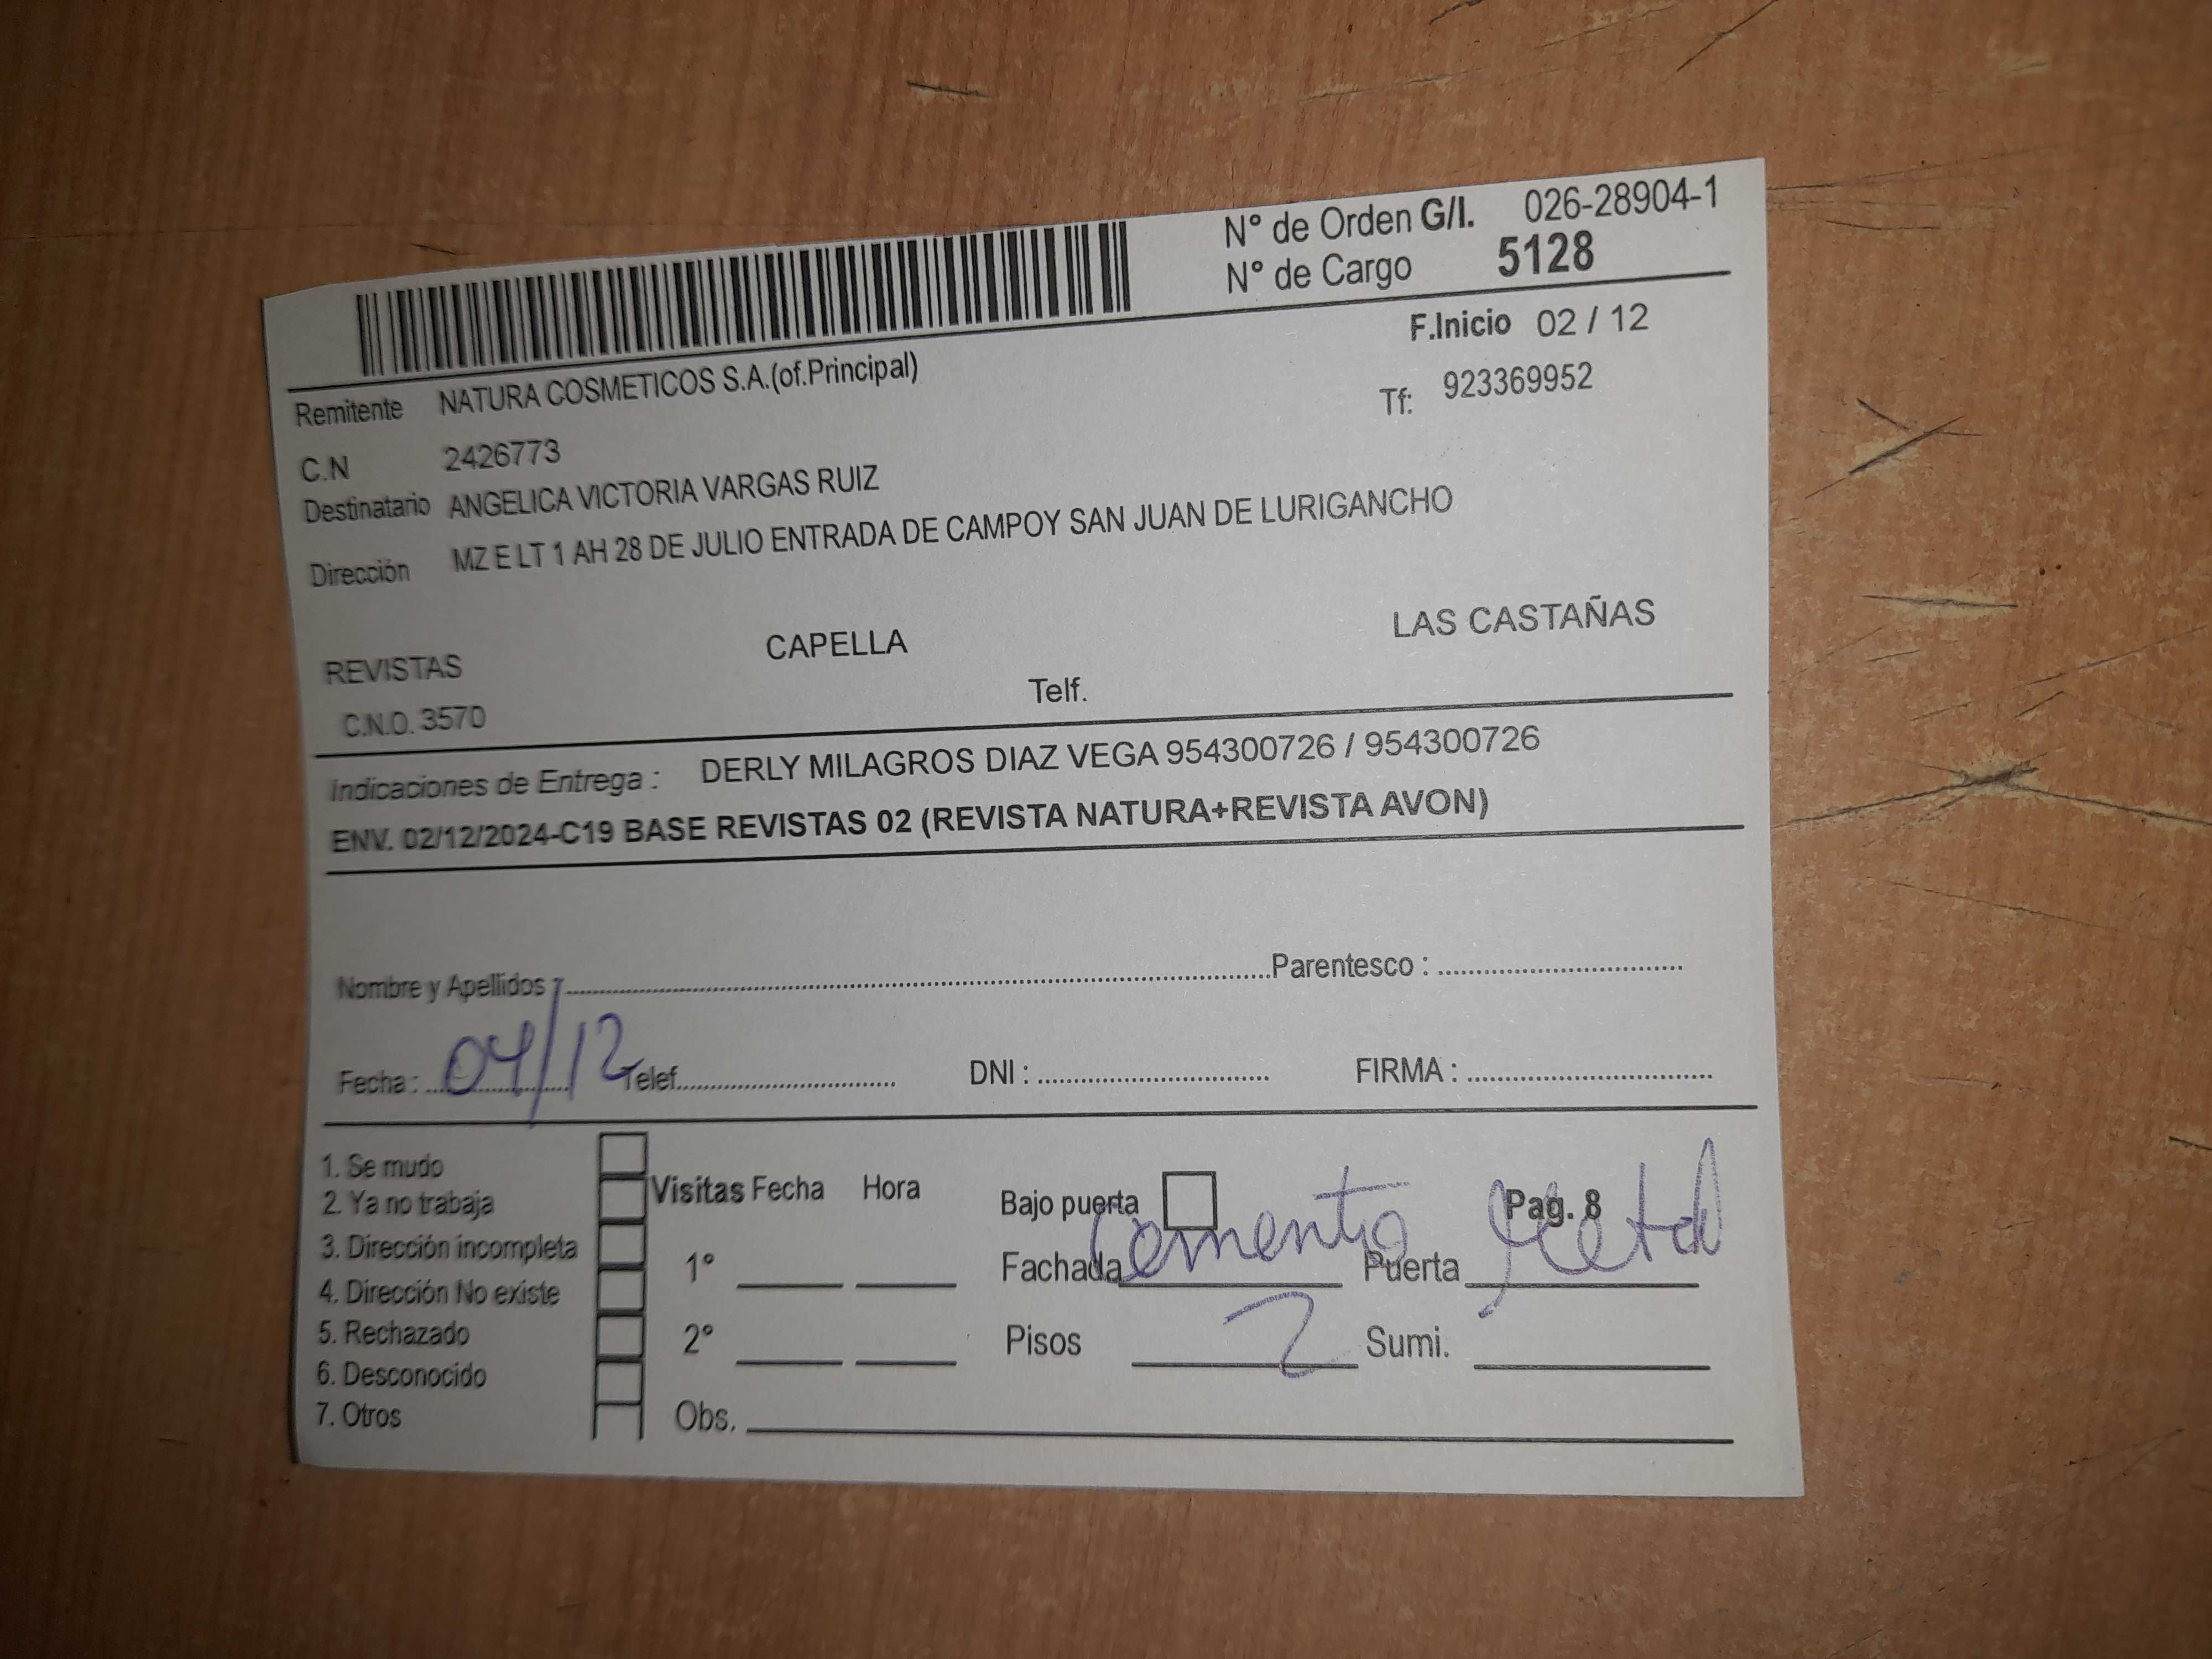 N° de Orden G/I. 026-28904-1
N° de Cargo 5128
F.Inicio 02 / 12
Remitente NATURA COSMETICOS S.A.(of.Principal)
Tf: 923369952
C.N 2426773
Destinatario ANGELICA VICTORIA VARGAS RUIZ
Dirección MZ E LT 1 AH 28 DE JULIO ENTRADA DE CAMPOY SAN JUAN DE LURIGANCHO
REVISTAS CAPELLA LAS CASTAÑAS
C.N.O. 3570 Telf.
Indicaciones de Entrega : DERLY MILAGROS DIAZ VEGA 954300726 / 954300726
ENV. 02/12/2024-C19 BASE REVISTAS 02 (REVISTA NATURA+REVISTA AVON)
Nombre y Apellidos : Parentesco :
Fecha : 04/12 Telef. DNI : FIRMA :
1. Se mudo
2. Ya no trabaja
3. Dirección incompleta
4. Dirección No existe
5. Rechazado
6. Desconocido
7. Otros
Visitas Fecha Hora
1°
2°
Obs.
Bajo puerta Pag. 8
Fachada Cemento Puerta Metal
Pisos 2 Sumi.